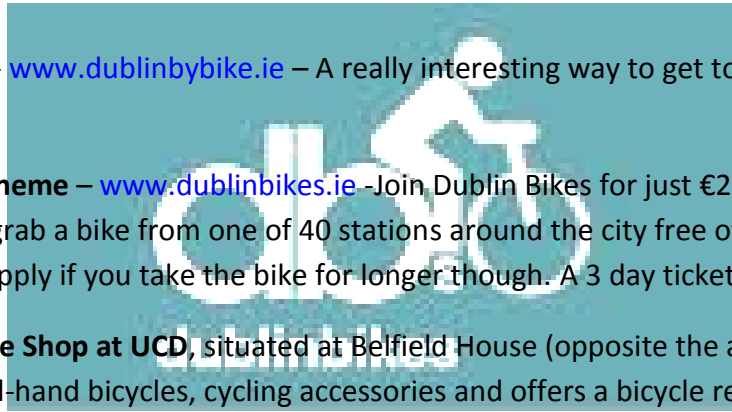 www.dublinbybike.ie – A really interesting way to get to
heme – www.dublinbikes.ie -Join Dublin Bikes for just €2
grab a bike from one of 40 stations around the city free o
pply if you take the bike for longer though. A 3 day ticket
e Shop at UCD, situated at Belfield House (opposite the a
-hand bicycles, cycling accessories and offers a bicycle re
db
dublinbikes